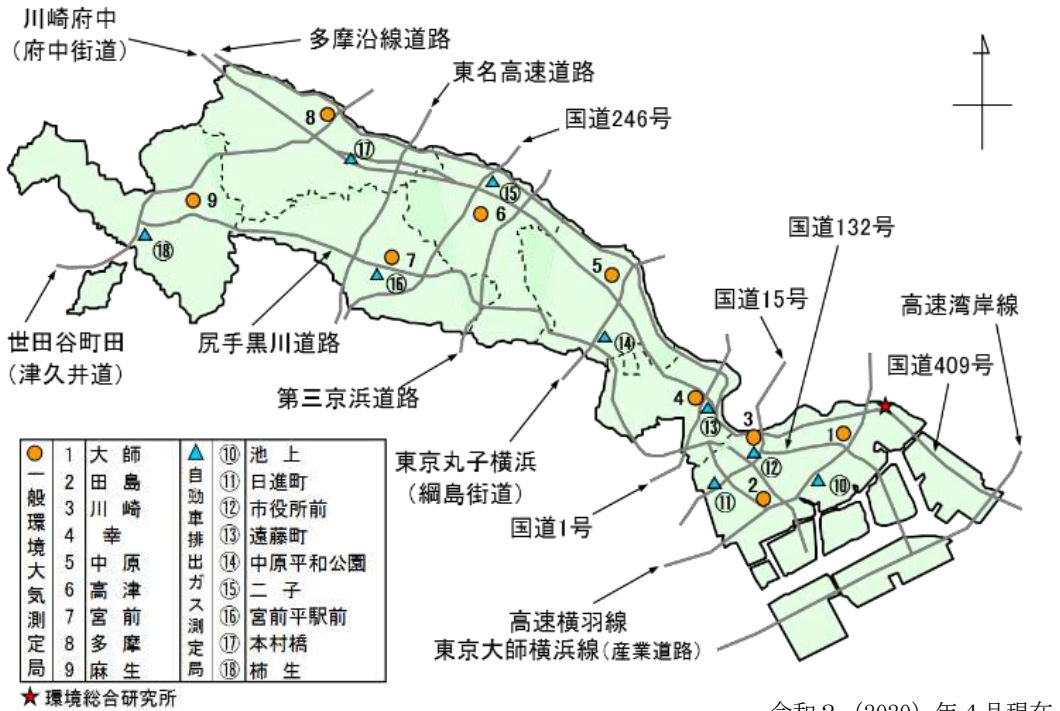 川崎府中
(府中街道)
多摩沿線道路
東名高速道路
国道246号
国道132号
国道15号
高速湾岸線
国道409号
世田谷町田
(津久井道)
尻手黒川道路
第三京浜道路
東京丸子横浜
(綱島街道)
国道1号
高速横羽線
東京大師横浜線(産業道路)
8
⑰
9
⑱
⑮
6
7
⑯
5
⑭
4
⑬
3
⑫
1
⑩
⑪
2
一般環境大気測定局
1 大師
2 田島
3 川崎
4 幸
5 中原
6 高津
7 宮前
8 多摩
9 麻生
自動車排出ガス測定局
⑩ 池上
⑪ 日進町
⑫ 市役所前
⑬ 遠藤町
⑭ 中原平和公園
⑮ 二子
⑯ 宮前平駅前
⑰ 本村橋
⑱ 柿生
★ 環境総合研究所